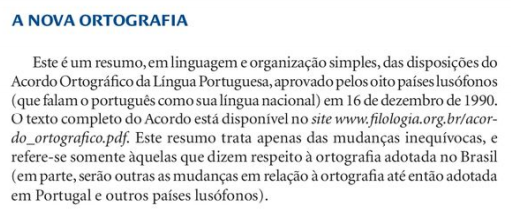 A NOVA ORTOGRAFIA
Este é um resumo, em linguagem e organização simples, das disposições do
Acordo Ortográfico da Língua Portuguesa, aprovado pelos oito países lusófonos
(que falam o português como sua língua nacional) em 16 de dezembro de 1990.
O texto completo do Acordo está disponível no site www.filologia.org.br/acor-
do_ortografico.pdf. Este resumo trata apenas das mudanças inequívocas, e
refere-se somente àquelas que dizem respeito à ortografia adotada no Brasil
(em parte, serão outras as mudanças em relação à ortografia até então adotada
em Portugal e outros países lusófonos).